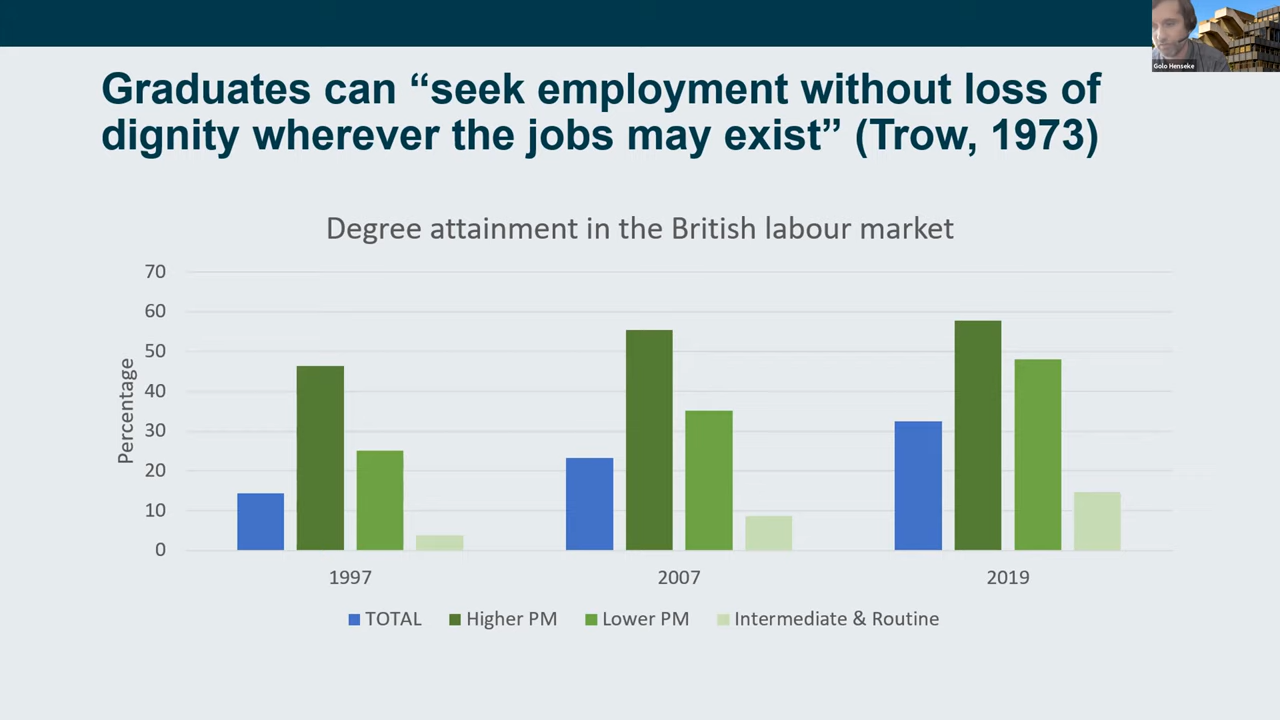 Golo Henseke
Graduates can “seek employment without loss of
dignity wherever the jobs may exist” (Trow, 1973)
Degree attainment in the British labour market
Percentage
70
60
50
40
30
20
10
0
1997 2007 2019
TOTAL Higher PM Lower PM Intermediate & Routine